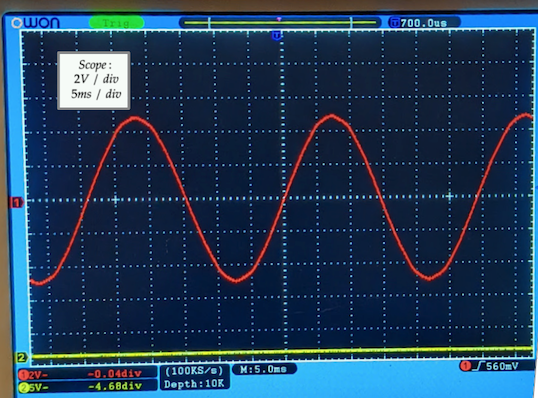 OWON Trig T 700.0us
T
Scope :
2V / div
5ms / div
1
2
1 2V~ -0.04div (100KS/s) M:5.0ms 1 560mV
2 5V~ -4.68div Depth:10K